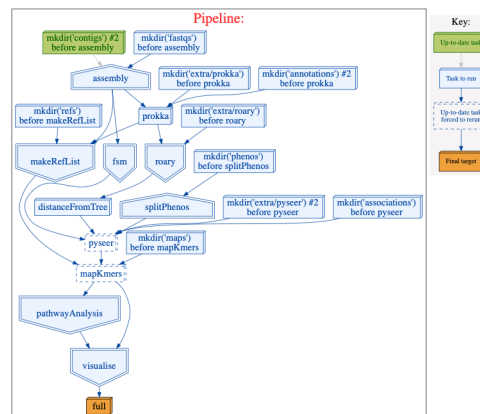 Pipeline:
Key:
mkdir('contigs') #2
before assembly
mkdir('fastqs')
before assembly
Up-to-date task
assembly
mkdir('extra/prokka')
before prokka
mkdir('annotations') #2
before prokka
Task to run
mkdir('refs')
before makeRefList
prokka
mkdir('extra/roary')
before roary
Up-to-date task
forced to rerun
makeRefList
fsm
roary
mkdir('phenos')
before splitPhenos
Final target
distanceFromTree
splitPhenos
mkdir('extra/pyseer') #2
before pyseer
mkdir('associations')
before pyseer
pyseer
mkdir('maps')
before mapKmers
mapKmers
pathwayAnalysis
visualise
full